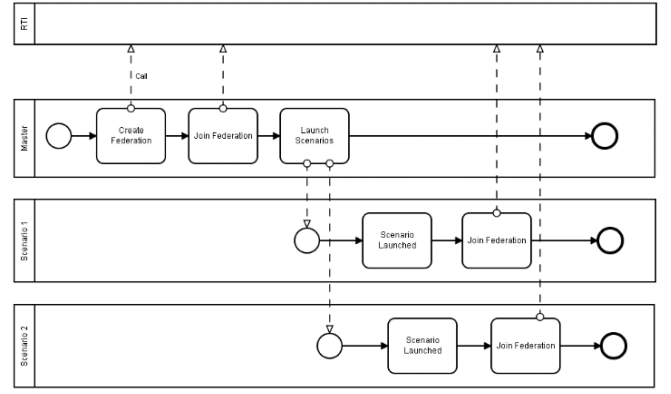 RTI
Call
Master
Create
Federation
Join Federation
Launch
Scenarios
Scenario 1
Scenario
Launched
Join Federation
Scenario 2
Scenario
Launched
Join Federation